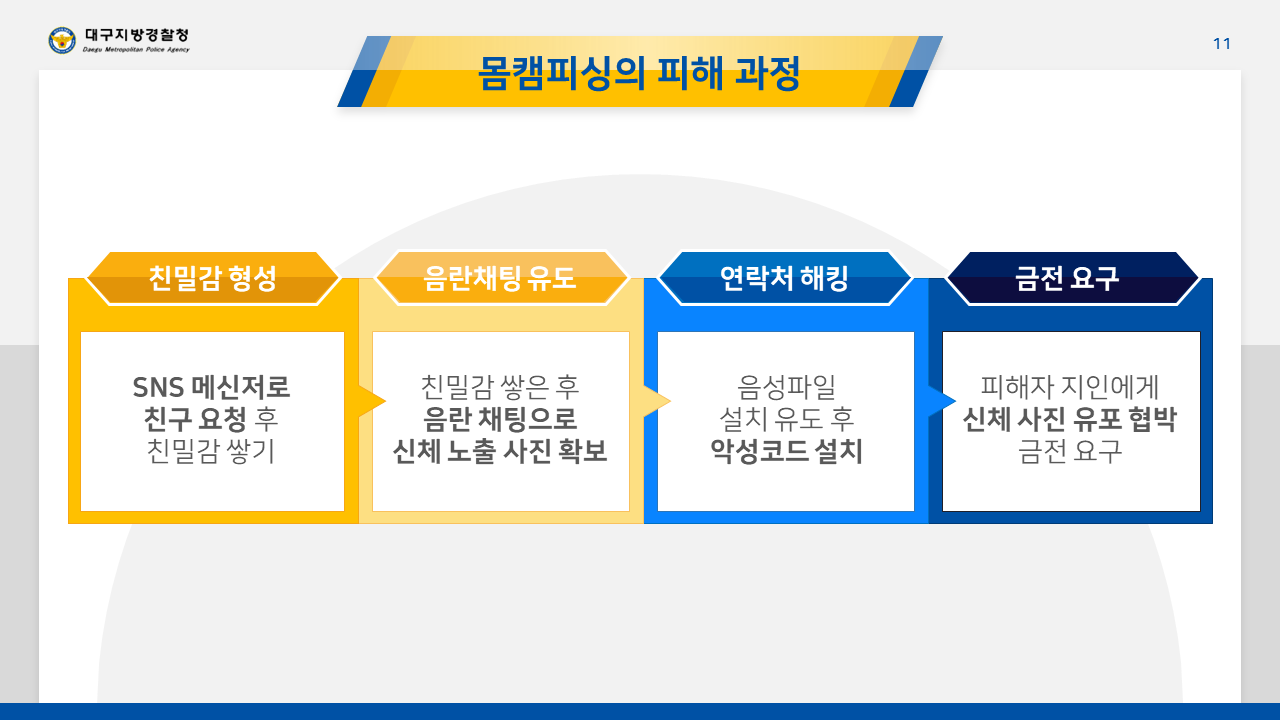 대구지방경찰청
Daegu Metropolitan Police Agency
11
몸캠피싱의 피해 과정
친밀감 형성
SNS 메신저로
친구 요청 후
친밀감 쌓기
음란채팅 유도
친밀감 쌓은 후
음란 채팅으로
신체 노출 사진 확보
연락처 해킹
음성파일
설치 유도 후
악성코드 설치
금전 요구
피해자 지인에게
신체 사진 유포 협박
금전 요구